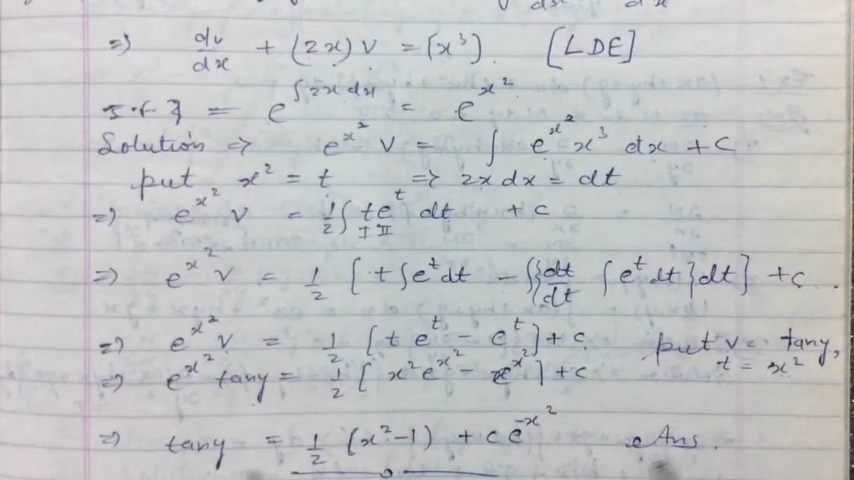 => dv/dx + (2x) v = (x³). [LDE]
I.f. = e^∫2x dx = e^x²
Solution => e^x² v = ∫ e^x² x³ dx + c
put x² = t => 2x dx = dt
=> e^x² v = 1/2 ∫ t e^t dt + c
I II
=> e^x² v = 1/2 [ t ∫e^t dt - ∫{dt/dt ∫ e^t dt} dt ] + c.
=> e^x² v = 1/2 [ t e^t - e^t ] + c. put v = tany,
t = x²
=> e^x² tany = 1/2 [ x² e^x² - e^x² ] + c
=> tany = 1/2 (x²-1) + c e^-x² Ans.